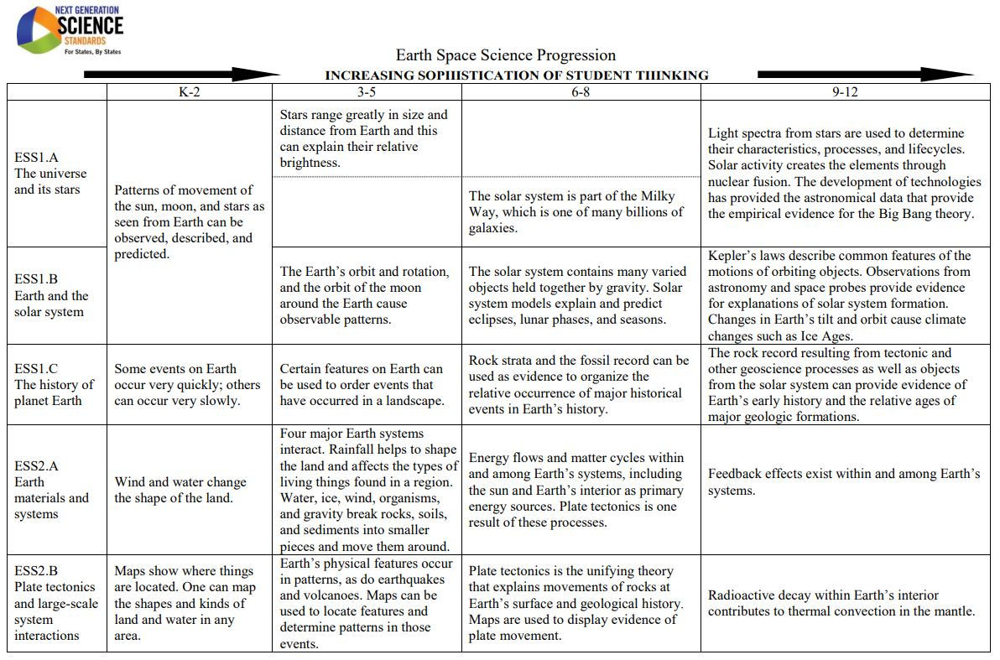 NEXT GENERATION
SCIENCE
STANDARDS
For States, By States
Earth Space Science Progression
INCREASING SOPHISTICATION OF STUDENT THINKING
K-2
3-5
6-8
9-12
ESS1.A
The universe
and its stars
Patterns of movement of
the sun, moon, and stars as
seen from Earth can be
observed, described, and
predicted.
Stars range greatly in size and
distance from Earth and this
can explain their relative
brightness.
The solar system is part of the Milky
Way, which is one of many billions of
galaxies.
Light spectra from stars are used to determine
their characteristics, processes, and lifecycles.
Solar activity creates the elements through
nuclear fusion. The development of technologies
has provided the astronomical data that provide
the empirical evidence for the Big Bang theory.
ESS1.B
Earth and the
solar system
The Earth's orbit and rotation,
and the orbit of the moon
around the Earth cause
observable patterns.
The solar system contains many varied
objects held together by gravity. Solar
system models explain and predict
eclipses, lunar phases, and seasons.
Kepler's laws describe common features of the
motions of orbiting objects. Observations from
astronomy and space probes provide evidence
for explanations of solar system formation.
Changes in Earth's tilt and orbit cause climate
changes such as Ice Ages.
ESS1.C
The history of
planet Earth
Some events on Earth
occur very quickly; others
can occur very slowly.
Certain features on Earth can
be used to order events that
have occurred in a landscape.
Rock strata and the fossil record can be
used as evidence to organize the
relative occurrence of major historical
events in Earth's history.
The rock record resulting from tectonic and
other geoscience processes as well as objects
from the solar system can provide evidence of
Earth's early history and the relative ages of
major geologic formations.
ESS2.A
Earth
materials and
systems
Wind and water change
the shape of the land.
Four major Earth systems
interact. Rainfall helps to shape
the land and affects the types of
living things found in a region.
Water, ice, wind, organisms,
and gravity break rocks, soils,
and sediments into smaller
pieces and move them around.
Energy flows and matter cycles within
and among Earth's systems, including
the sun and Earth's interior as primary
energy sources. Plate tectonics is one
result of these processes.
Feedback effects exist within and among Earth's
systems.
ESS2.B
Plate tectonics
and large-scale
system
interactions
Maps show where things
are located. One can map
the shapes and kinds of
land and water in any
area.
Earth's physical features occur
in patterns, as do earthquakes
and volcanoes. Maps can be
used to locate features and
determine patterns in those
events.
Plate tectonics is the unifying theory
that explains movements of rocks at
Earth's surface and geological history.
Maps are used to display evidence of
plate movement.
Radioactive decay within Earth's interior
contributes to thermal convection in the mantle.